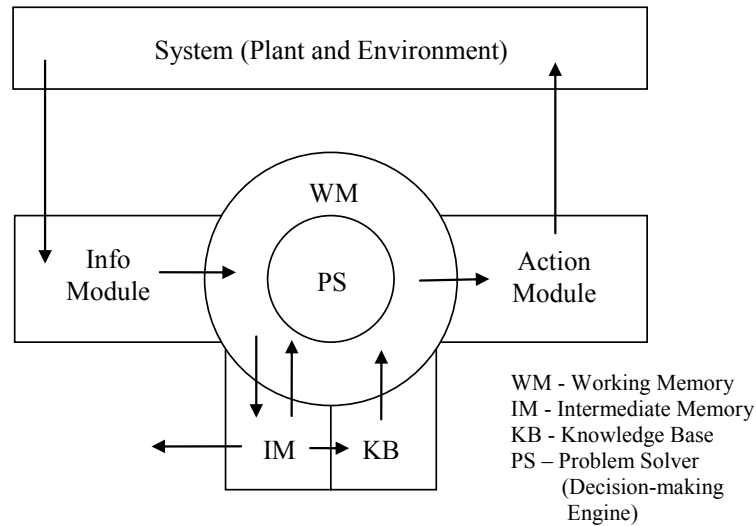 System (Plant and Environment)
WM
Info
Module
PS
Action
Module
IM
KB
WM - Working Memory
IM - Intermediate Memory
KB - Knowledge Base
PS – Problem Solver
(Decision-making
Engine)